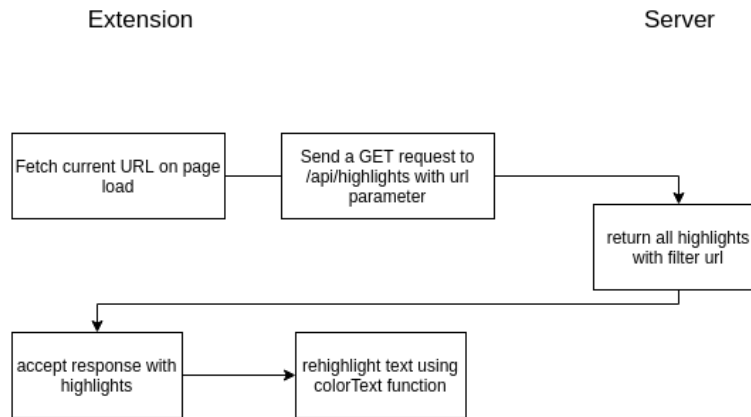 Extension
Server
Fetch current URL on page
load
Send a GET request to
/api/highlights with url
parameter
return all highlights
with filter url
accept response with
highlights
rehighlight text using
colorText function